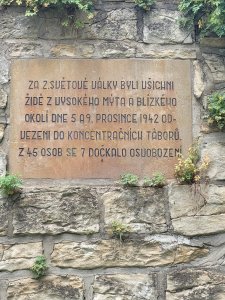 ZA 2.SVĚTOVÉ VÁLKY BYLI VŠICHNI
ŽIDÉ Z VYSOKÉHO MÝTA A BLÍZKÉHO
OKOLÍ DNE 5 A 9. PROSINCE 1942 OD-
VEZENI DO KONCENTRAČNÍCH TÁBORŮ.
Z 45 OSOB SE 7 DOČKALO OSVOBOZENÍ